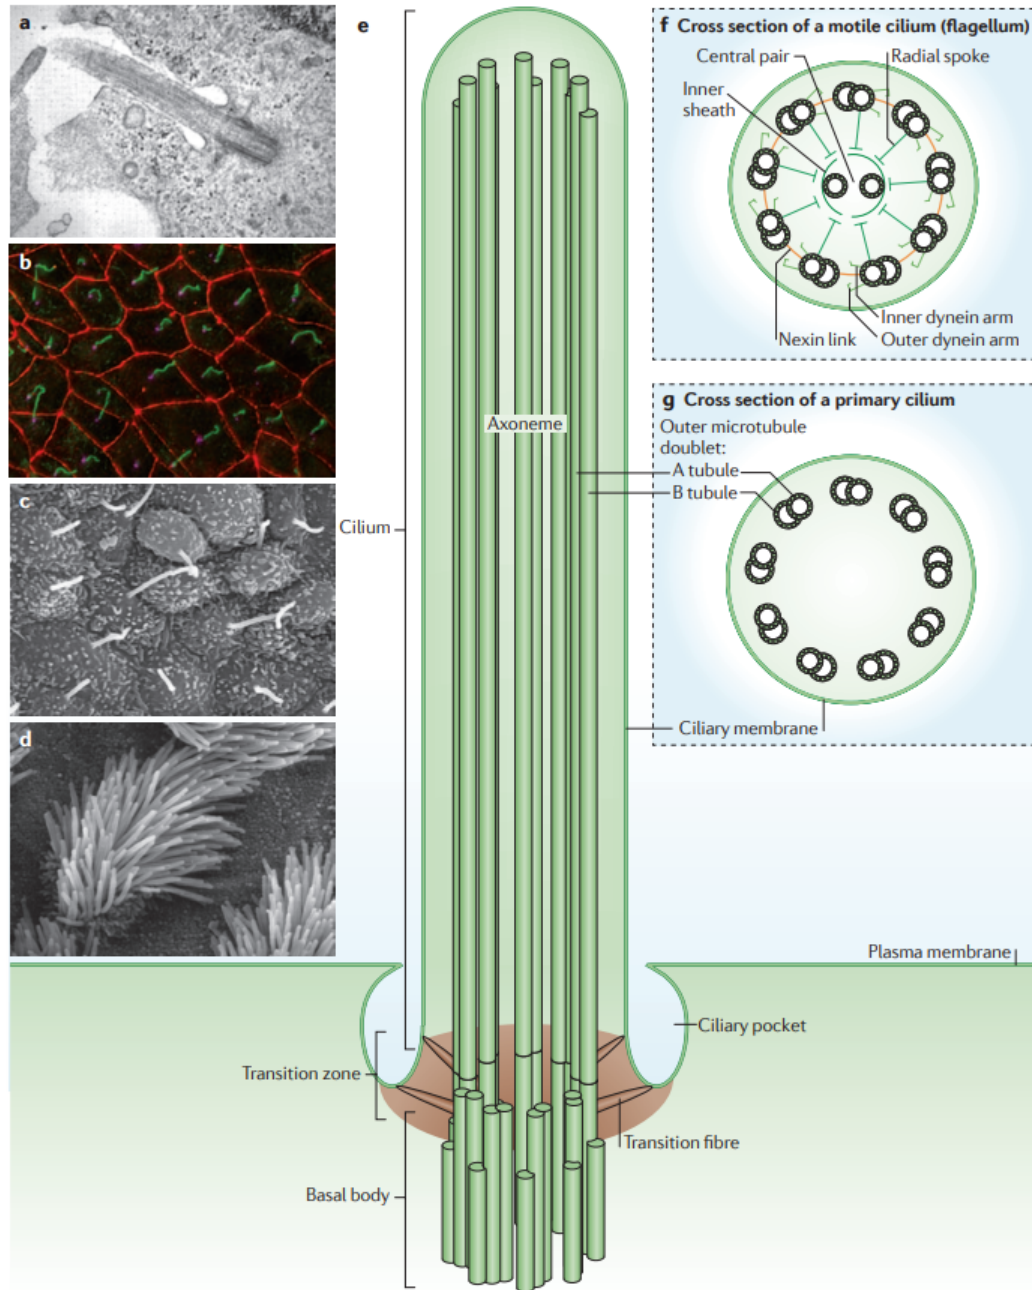 a
b
c
d
e
Cilium
Axoneme
Transition zone
Basal body
Transition fibre
Ciliary pocket
Plasma membrane
Ciliary membrane
f Cross section of a motile cilium (flagellum)
Central pair
Radial spoke
Inner
sheath
Nexin link
Inner dynein arm
Outer dynein arm
g Cross section of a primary cilium
Outer microtubule
doublet:
A tubule
B tubule